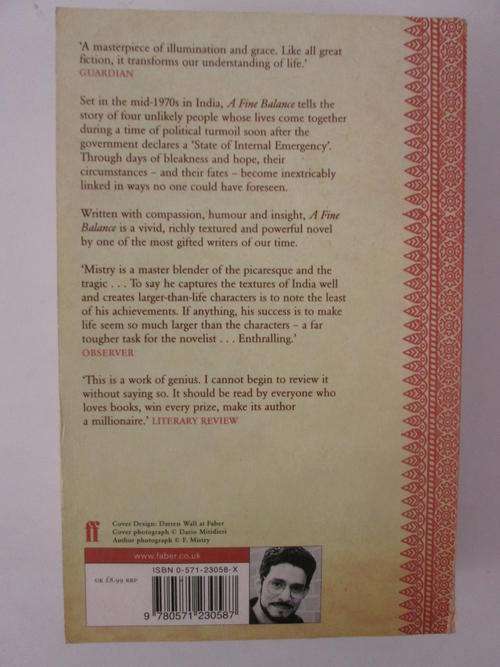 'A masterpiece of illumination and grace. Like all great
fiction, it transforms our understanding of life.'
GUARDIAN
Set in the mid-1970s in India, A Fine Balance tells the
story of four unlikely people whose lives come together
during a time of political turmoil soon after the
government declares a 'State of Internal Emergency'.
Through days of bleakness and hope, their
circumstances – and their fates – become inextricably
linked in ways no one could have foreseen.
Written with compassion, humour and insight, A Fine
Balance is a vivid, richly textured and powerful novel
by one of the most gifted writers of our time.
'Mistry is a master blender of the picaresque and the
tragic . . . To say he captures the textures of India well
and creates larger-than-life characters is to note the least
of his achievements. If anything, his success is to make
life seem so much larger than the characters – a far
tougher task for the novelist . . . Enthralling.'
OBSERVER
'This is a work of genius. I cannot begin to review it
without saying so. It should be read by everyone who
loves books, win every prize, make its author
a millionaire.' LITERARY REVIEW
ff
Cover Design: Darren Wall at Faber
Cover photograph © Dario Mitidieri
Author photograph © F. Mistry
www.faber.co.uk
ISBN 0-571-23058-X
UK £8.99 RRP
9 780571 230587